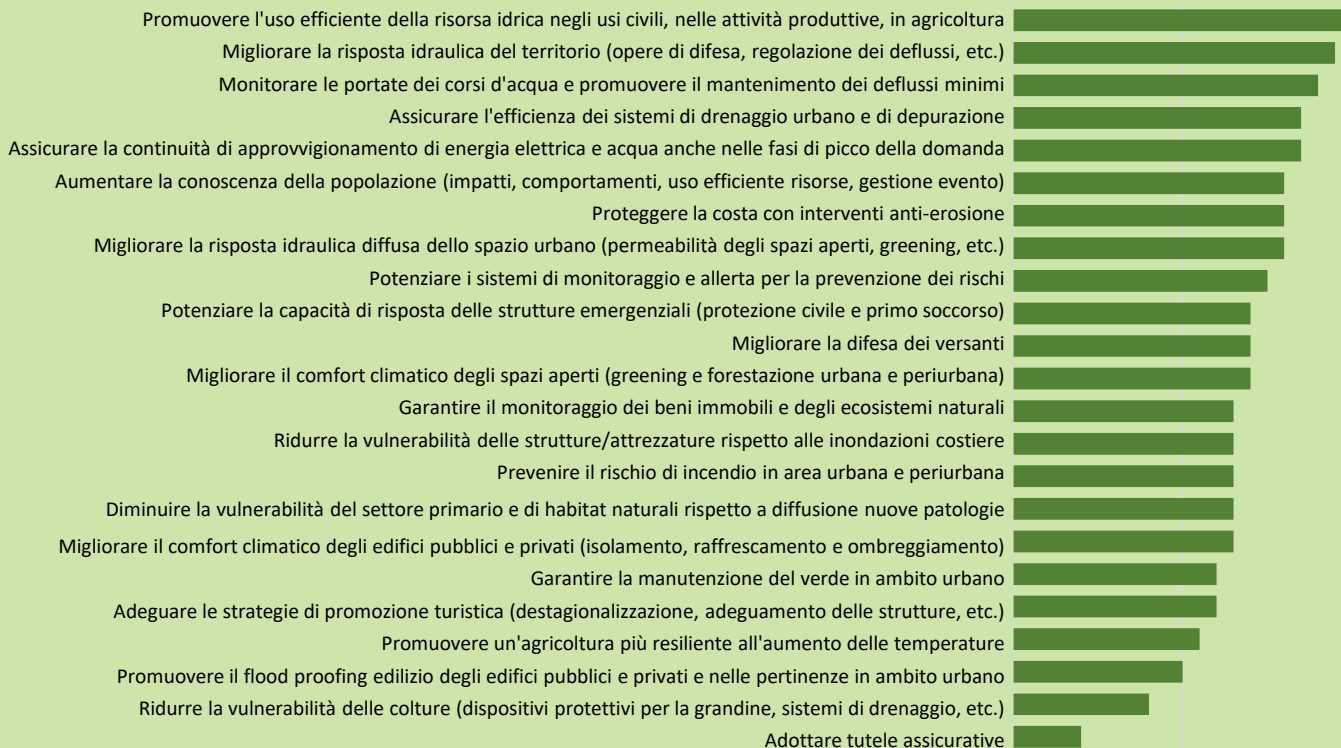 Promuovere l'uso efficiente della risorsa idrica negli usi civili, nelle attività produttive, in agricoltura
Migliorare la risposta idraulica del territorio (opere di difesa, regolazione dei deflussi, etc.)
Monitorare le portate dei corsi d'acqua e promuovere il mantenimento dei deflussi minimi
Assicurare l'efficienza dei sistemi di drenaggio urbano e di depurazione
Assicurare la continuità di approvvigionamento di energia elettrica e acqua anche nelle fasi di picco della domanda
Aumentare la conoscenza della popolazione (impatti, comportamenti, uso efficiente risorse, gestione evento)
Proteggere la costa con interventi anti-erosione
Migliorare la risposta idraulica diffusa dello spazio urbano (permeabilità degli spazi aperti, greening, etc.)
Potenziare i sistemi di monitoraggio e allerta per la prevenzione dei rischi
Potenziare la capacità di risposta delle strutture emergenziali (protezione civile e primo soccorso)
Migliorare la difesa dei versanti
Migliorare il comfort climatico degli spazi aperti (greening e forestazione urbana e periurbana)
Garantire il monitoraggio dei beni immobili e degli ecosistemi naturali
Ridurre la vulnerabilità delle strutture/attrezzature rispetto alle inondazioni costiere
Prevenire il rischio di incendio in area urbana e periurbana
Diminuire la vulnerabilità del settore primario e di habitat naturali rispetto a diffusione nuove patologie
Migliorare il comfort climatico degli edifici pubblici e privati (isolamento, raffrescamento e ombreggiamento)
Garantire la manutenzione del verde in ambito urbano
Adeguare le strategie di promozione turistica (destagionalizzazione, adeguamento delle strutture, etc.)
Promuovere un'agricoltura più resiliente all'aumento delle temperature
Promuovere il flood proofing edilizio degli edifici pubblici e privati e nelle pertinenze in ambito urbano
Ridurre la vulnerabilità delle colture (dispositivi protettivi per la grandine, sistemi di drenaggio, etc.)
Adottare tutele assicurative